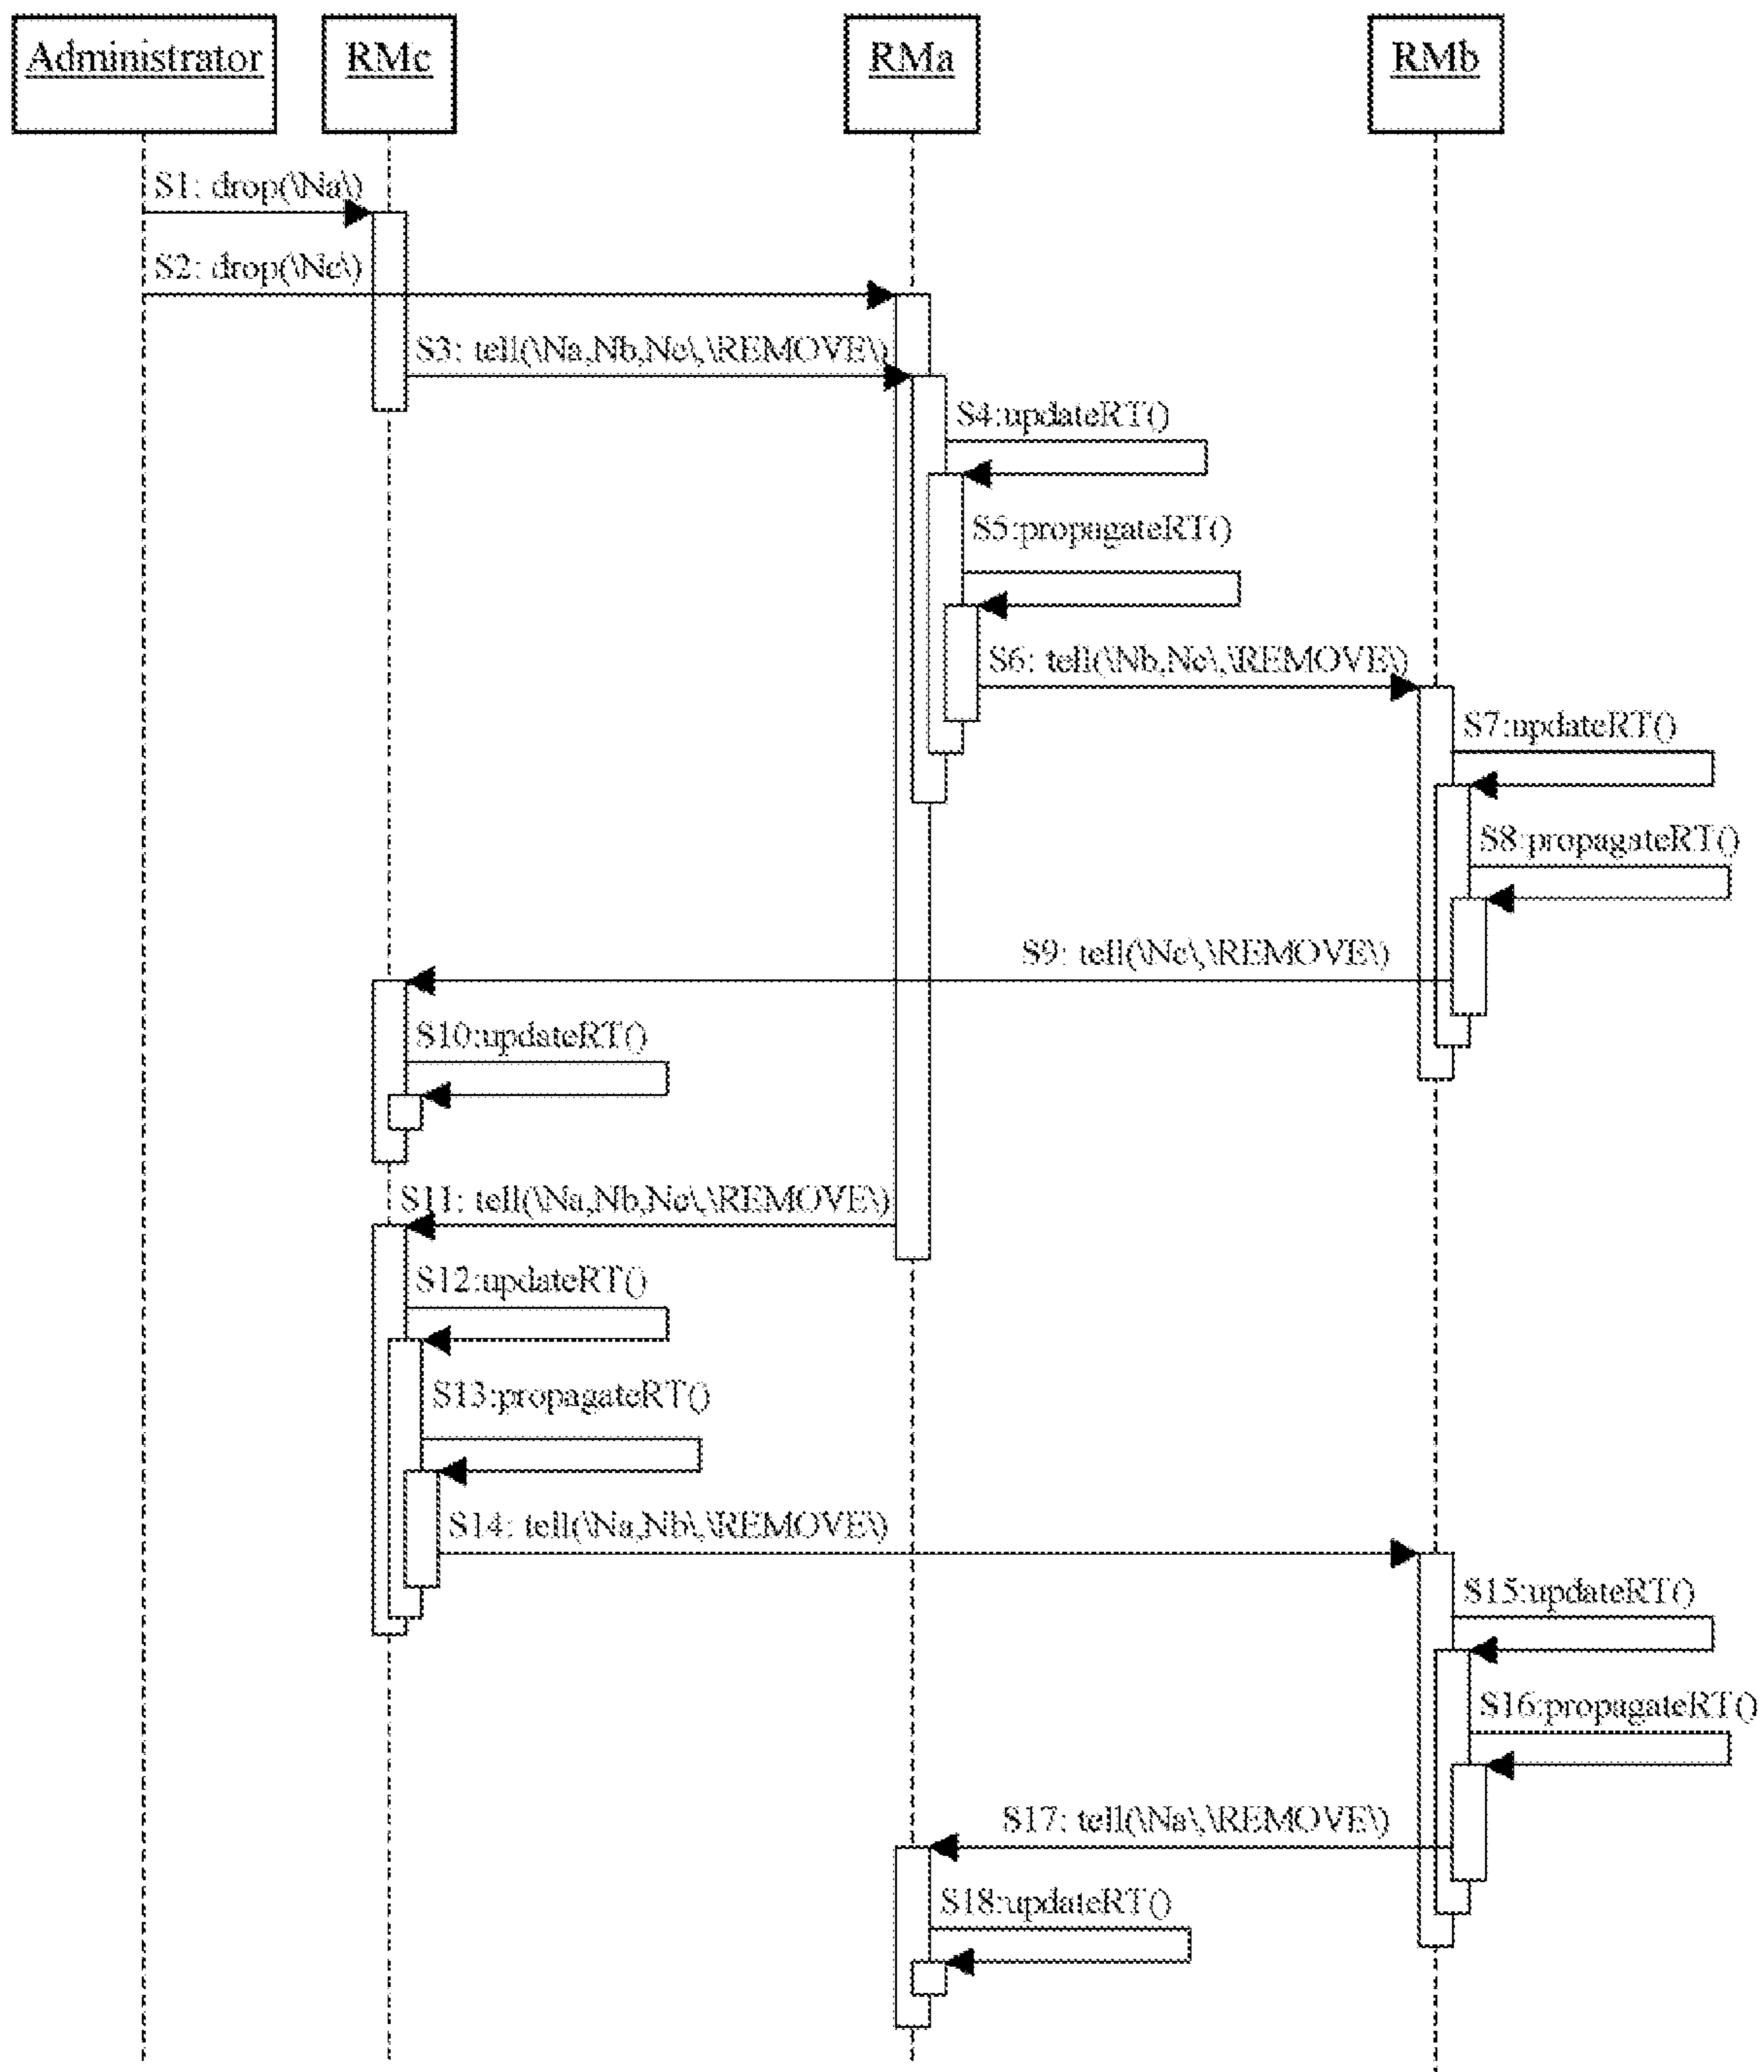 Administrator
RMc
RMa
RMb
S1: drop(\Na\)
S2: drop(\Nc\)
S3: tell(\Na,Nb,Nc\,\REMOVE\)
S4:updateRT()
S5:propagateRT()
S6: tell(\Nb,Nc\,\REMOVE\)
S7:updateRT()
S8:propagateRT()
S9: tell(\Nc\,\REMOVE\)
S10:updateRT()
S11: tell(\Na,Nb,Nc\,\REMOVE\)
S12:updateRT()
S13:propagateRT()
S14: tell(\Na,Nb\,\REMOVE\)
S15:updateRT()
S16:propagateRT()
S17: tell(\Na\,\REMOVE\)
S18:updateRT()